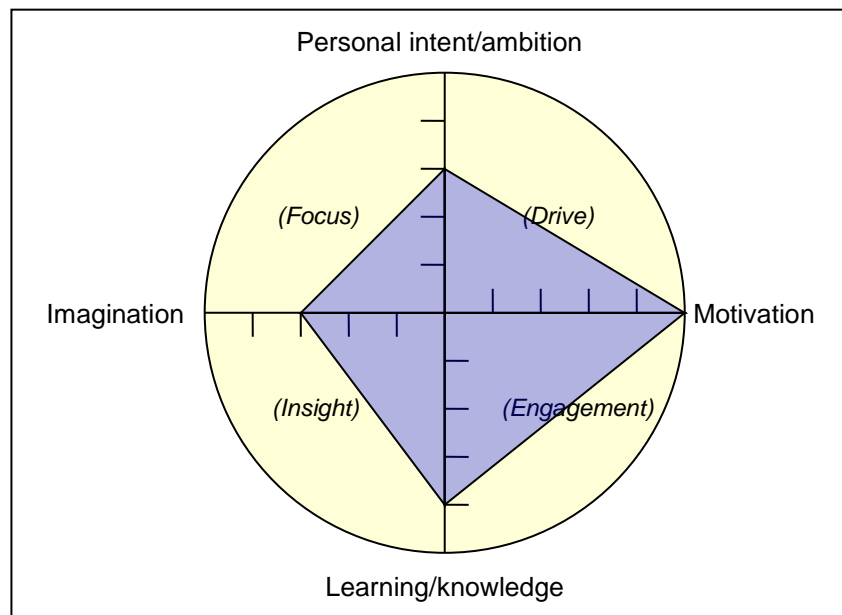 Personal intent/ambition
(Focus)
(Drive)
Imagination
Motivation
(Insight)
(Engagement)
Learning/knowledge